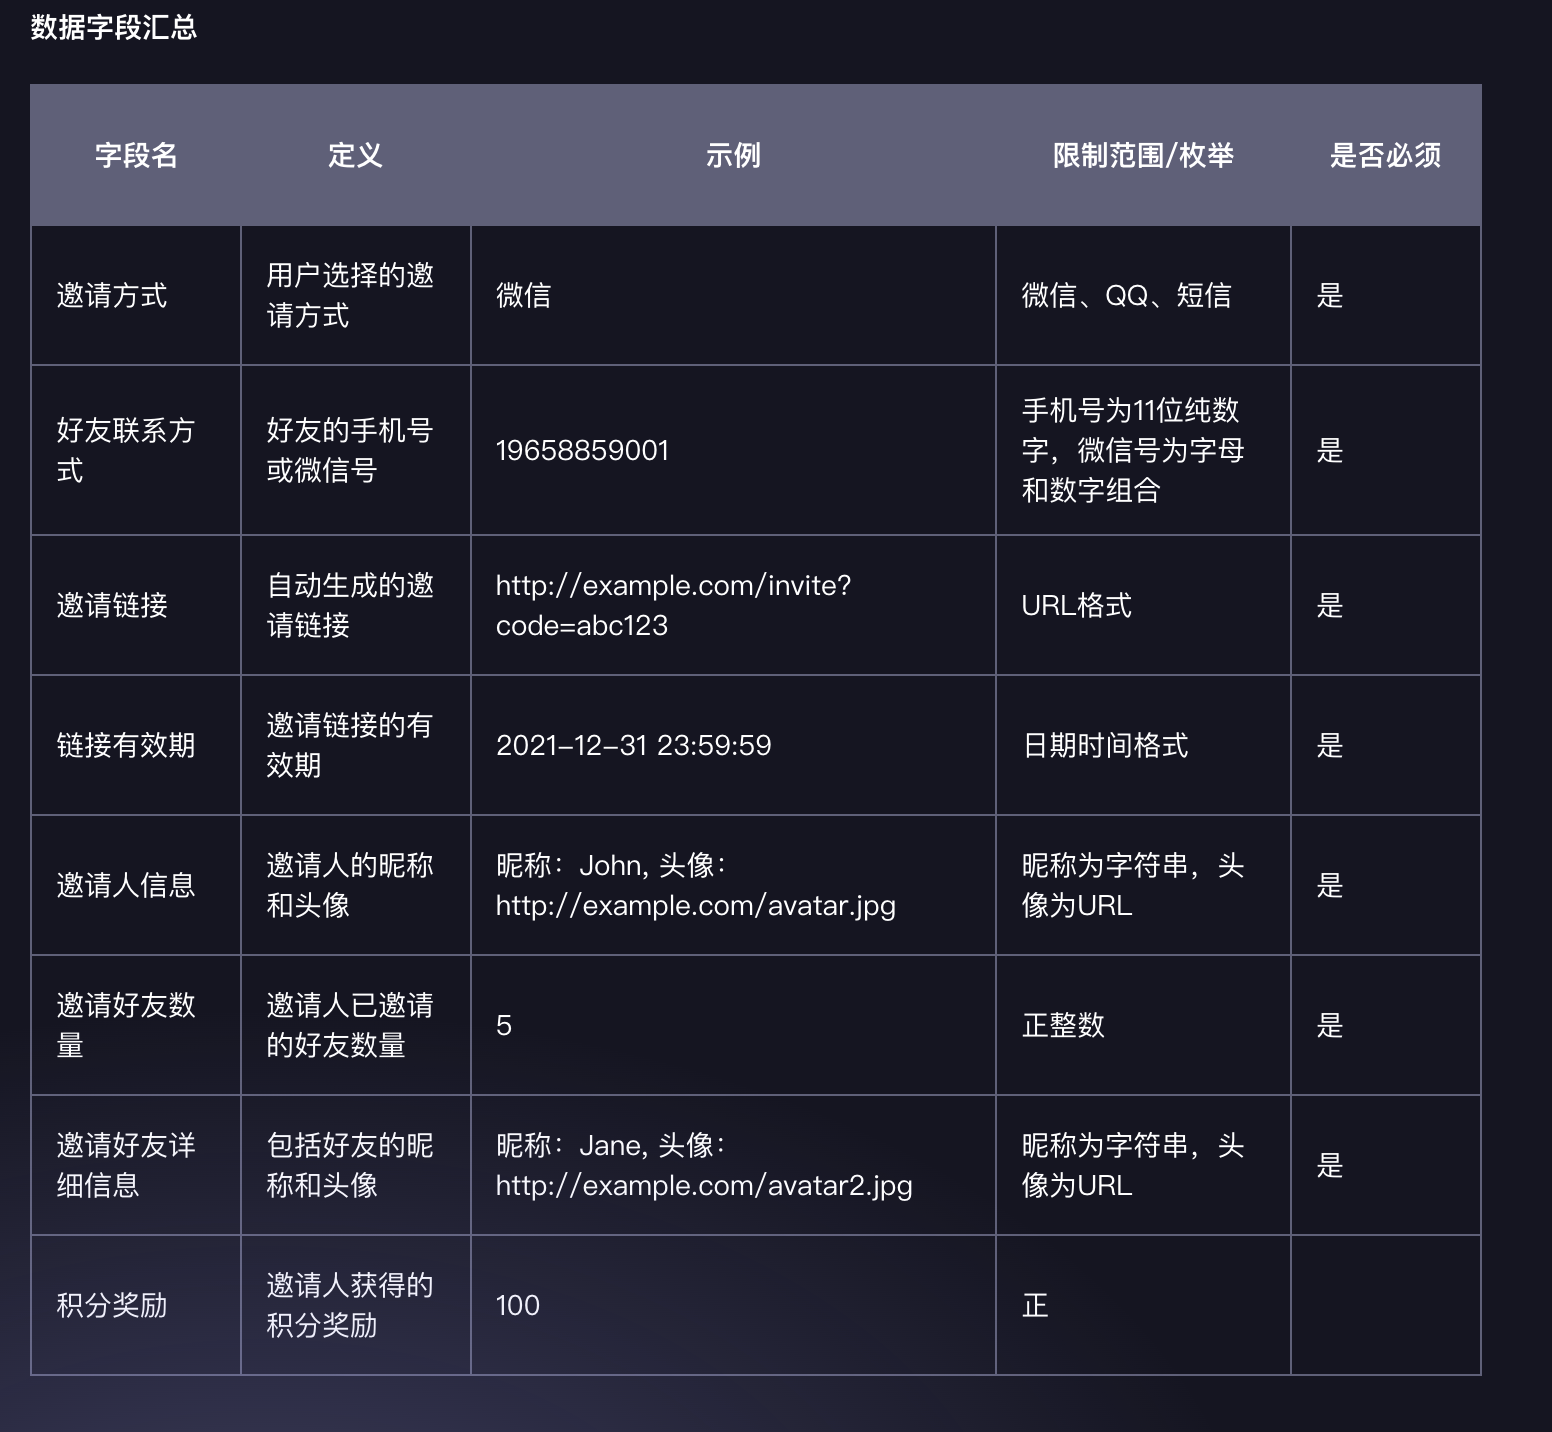 数据字段汇总
字段名 定义 示例 限制范围/枚举 是否必须
邀请方式
用户选择的邀
请方式
微信
微信、QQ、短信
是
好友联系方
式
好友的手机号
或微信号
19658859001
手机号为11位纯数
字，微信号为字母
和数字组合
是
邀请链接
自动生成的邀
请链接
http://example.com/invite?
code=abc123
URL格式
是
链接有效期
邀请链接的有
效期
2021-12-31 23:59:59
日期时间格式
是
邀请人信息
邀请人的昵称
和头像
昵称：John, 头像：
http://example.com/avatar.jpg
昵称为字符串，头
像为URL
是
邀请好友数
量
邀请人已邀请
的好友数量
5
正整数
是
邀请好友详
细信息
包括好友的昵
称和头像
昵称：Jane, 头像：
http://example.com/avatar2.jpg
昵称为字符串，头
像为URL
是
积分奖励
邀请人获得的
积分奖励
100
正